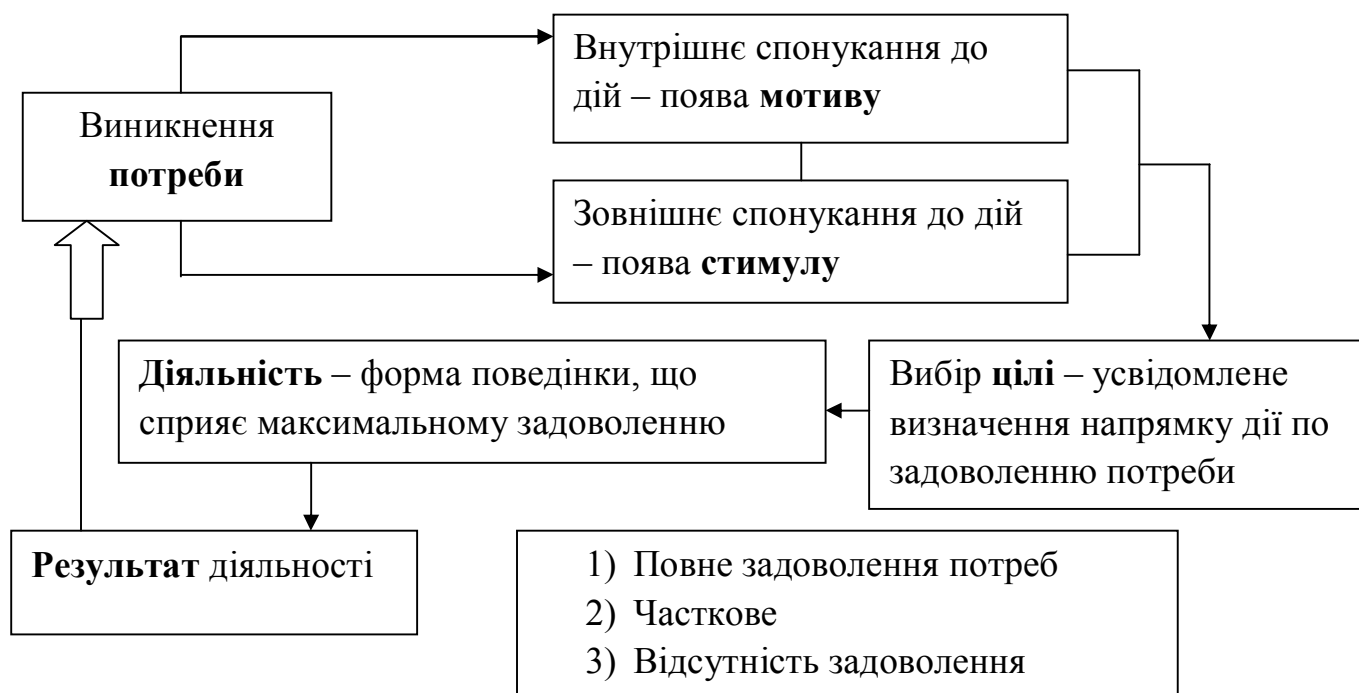 Внутрішнє спонукання до
дій – поява мотиву
Виникнення
потреби
Зовнішнє спонукання до дій
– поява стимулу
Діяльність – форма поведінки, що
сприяє максимальному задоволенню
Вибір цілі – усвідомлене
визначення напрямку дії по
задоволенню потреби
Результат діяльності
1) Повне задоволення потреб
2) Часткове
3) Відсутність задоволення